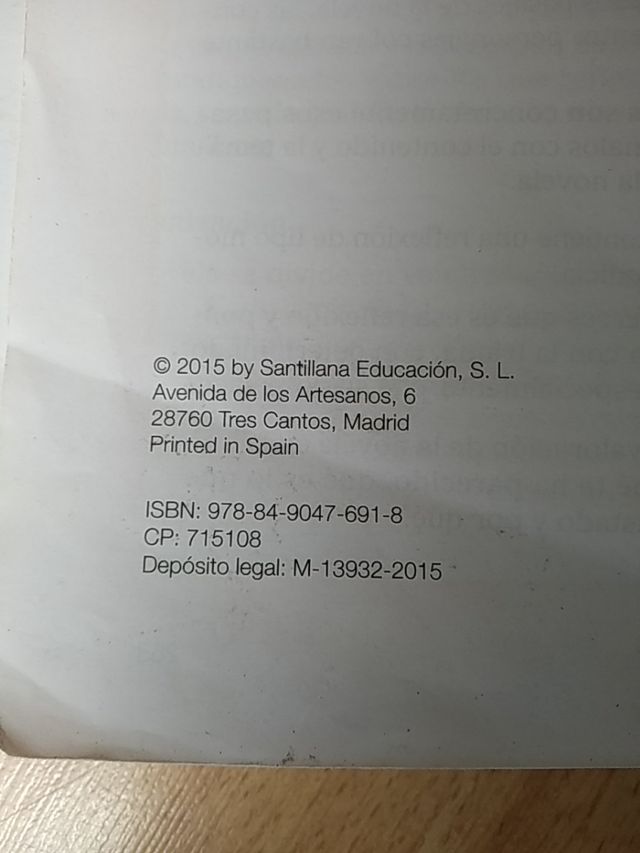 © 2015 by Santillana Educación, S. L.
Avenida de los Artesanos, 6
28760 Tres Cantos, Madrid
Printed in Spain
ISBN: 978-84-9047-691-8
CP: 715108
Depósito legal: M-13932-2015